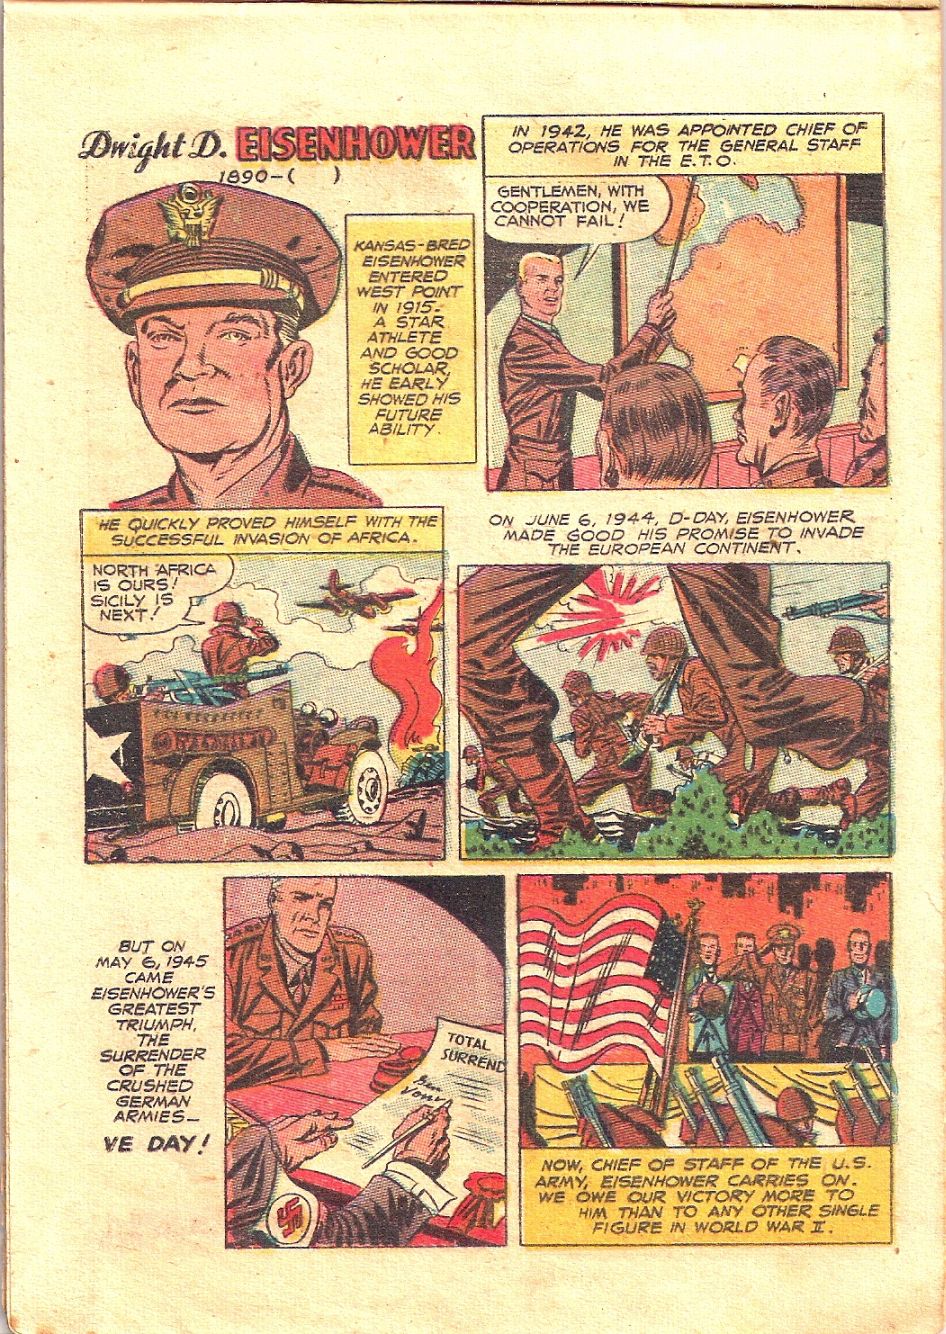 Dwight D. EISENHOWER
1890-( )
KANSAS-BRED
EISENHOWER
ENTERED
WEST POINT
IN 1915.
A STAR
ATHLETE
AND GOOD
SCHOLAR,
HE EARLY
SHOWED HIS
FUTURE
ABILITY.
IN 1942, HE WAS APPOINTED CHIEF OF
OPERATIONS FOR THE GENERAL STAFF
IN THE E.T.O.
GENTLEMEN, WITH
COOPERATION, WE
CANNOT FAIL!
HE QUICKLY PROVED HIMSELF WITH THE
SUCCESSFUL INVASION OF AFRICA.
NORTH AFRICA
IS OURS!
SICILY IS
NEXT!
ON JUNE 6, 1944, D-DAY, EISENHOWER
MADE GOOD HIS PROMISE TO INVADE
THE EUROPEAN CONTINENT.
BUT ON
MAY 6, 1945
CAME
EISENHOWER'S
GREATEST
TRIUMPH,
THE
SURRENDER
OF THE
CRUSHED
GERMAN
ARMIES—
VE DAY!
TOTAL
SURREND
NOW, CHIEF OF STAFF OF THE U.S.
ARMY, EISENHOWER CARRIES ON.
WE OWE OUR VICTORY MORE TO
HIM THAN TO ANY OTHER SINGLE
FIGURE IN WORLD WAR II.